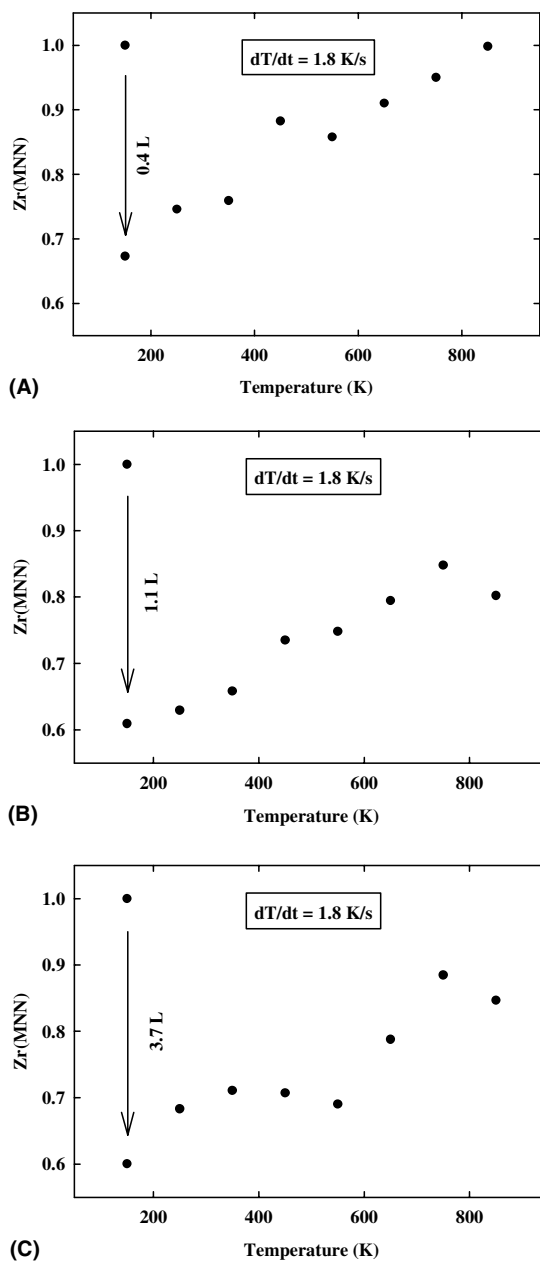 1.0
dT/dt = 1.8 K/s
0.9
0.8
0.7
0.6
Zr(MNN)
0.4 L
200
400
600
800
(A)
Temperature (K)
1.0
dT/dt = 1.8 K/s
0.9
0.8
0.7
0.6
Zr(MNN)
1.1 L
200
400
600
800
Temperature (K)
(B)
1.0
dT/dt = 1.8 K/s
0.9
0.8
0.7
0.6
Zr(MNN)
3.7 L
200
400
600
800
(C)
Temperature (K)